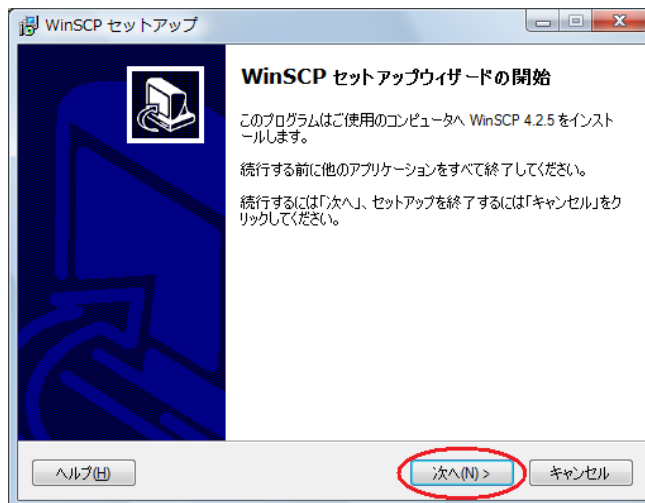 WinSCP セットアップ
WinSCP セットアップウィザードの開始
このプログラムはご使用のコンピュータへ WinSCP 4.2.5 をインスト
ールします。
続行する前に他のアプリケーションをすべて終了してください。
続行するには「次へ」、セットアップを終了するには「キャンセル」をク
リックしてください。
ヘルプ(H)
次へ(N) >
キャンセル